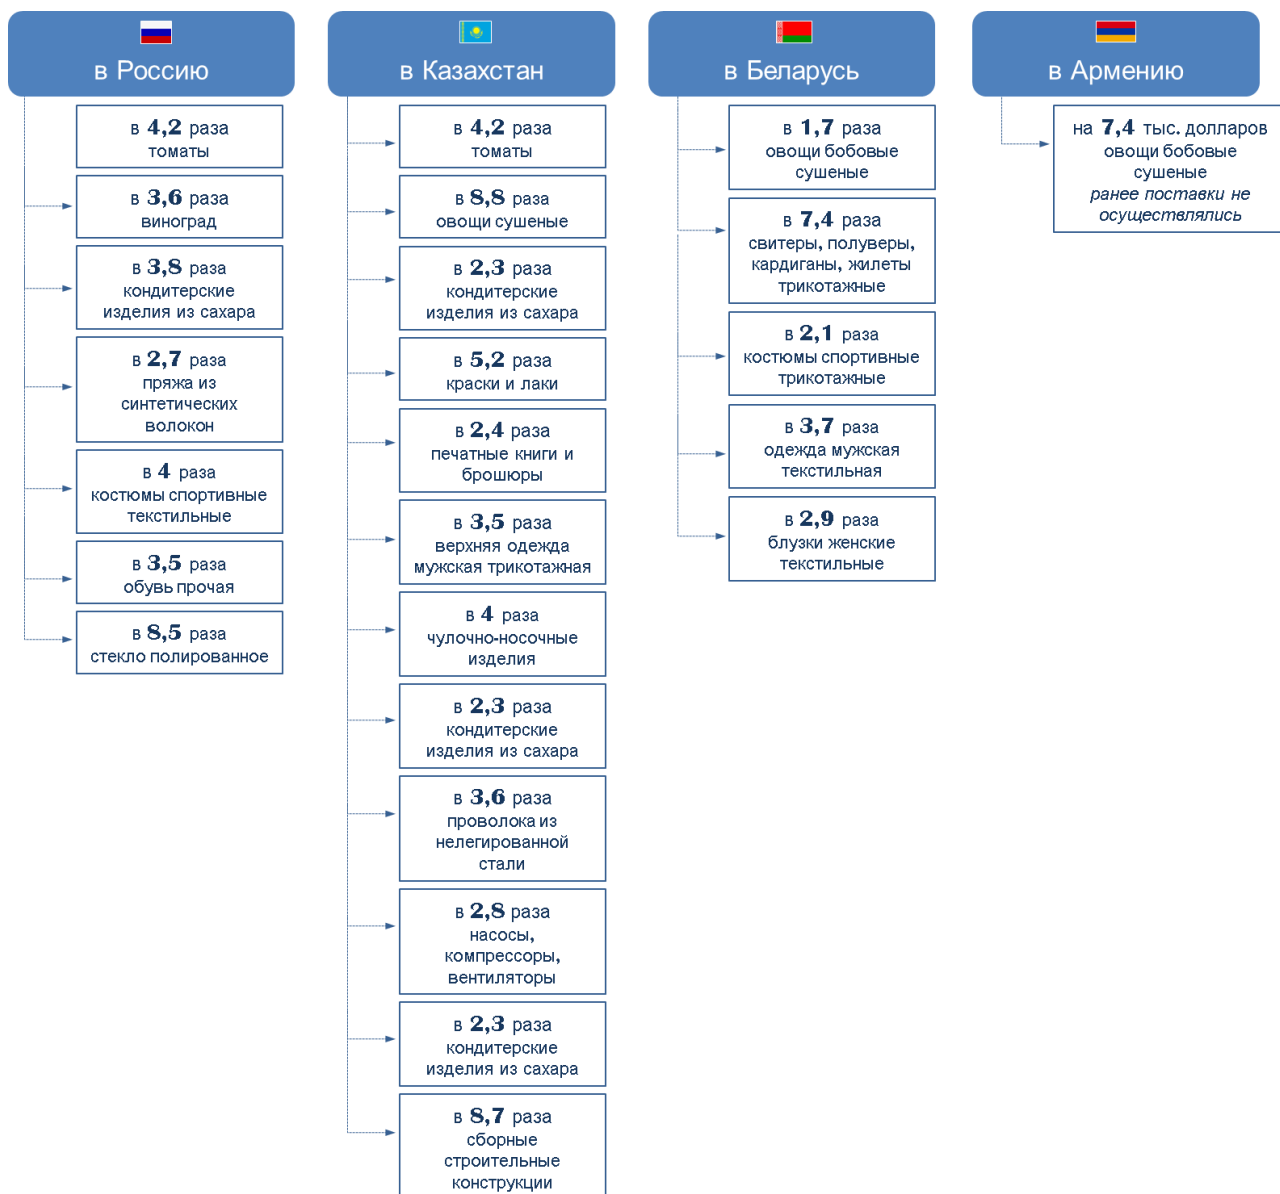 в Россию
в 4,2 раза
томаты
в 3,6 раза
виноград
в 3,8 раза
кондитерские
изделия из сахара
в 2,7 раза
пряжа из
синтетических
волокон
в 4 раза
костюмы спортивные
текстильные
в 3,5 раза
обувь прочая
в 8,5 раза
стекло полированное
в Казахстан
в 4,2 раза
томаты
в 8,8 раза
овощи сушеные
в 2,3 раза
кондитерские
изделия из сахара
в 5,2 раза
краски и лаки
в 2,4 раза
печатные книги и
брошюры
в 3,5 раза
верхняя одежда
мужская трикотажная
в 4 раза
чулочно-носочные
изделия
в 2,3 раза
кондитерские
изделия из сахара
в 3,6 раза
проволока из
нелегированной
стали
в 2,8 раза
насосы,
компрессоры,
вентиляторы
в 2,3 раза
кондитерские
изделия из сахара
в 8,7 раза
сборные
строительные
конструкции
в Беларусь
в 1,7 раза
овощи бобовые
сушеные
в 7,4 раза
свитеры, полуверы,
кардиганы, жилеты
трикотажные
в 2,1 раза
костюмы спортивные
трикотажные
в 3,7 раза
одежда мужская
текстильная
в 2,9 раза
блузки женские
текстильные
в Армению
на 7,4 тыс. долларов
овощи бобовые
сушеные
ранее поставки не
осуществлялись